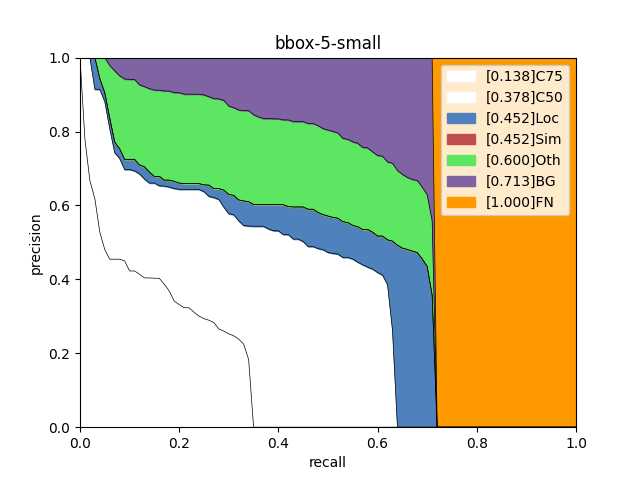 bbox-5-small
1.0
0.8
0.6
0.4
0.2
0.0
precision
[0.138]C75
[0.378]C50
[0.452]Loc
[0.452]Sim
[0.600]Oth
[0.713]BG
[1.000]FN
0.0 0.2 0.4 0.6 0.8 1.0
recall